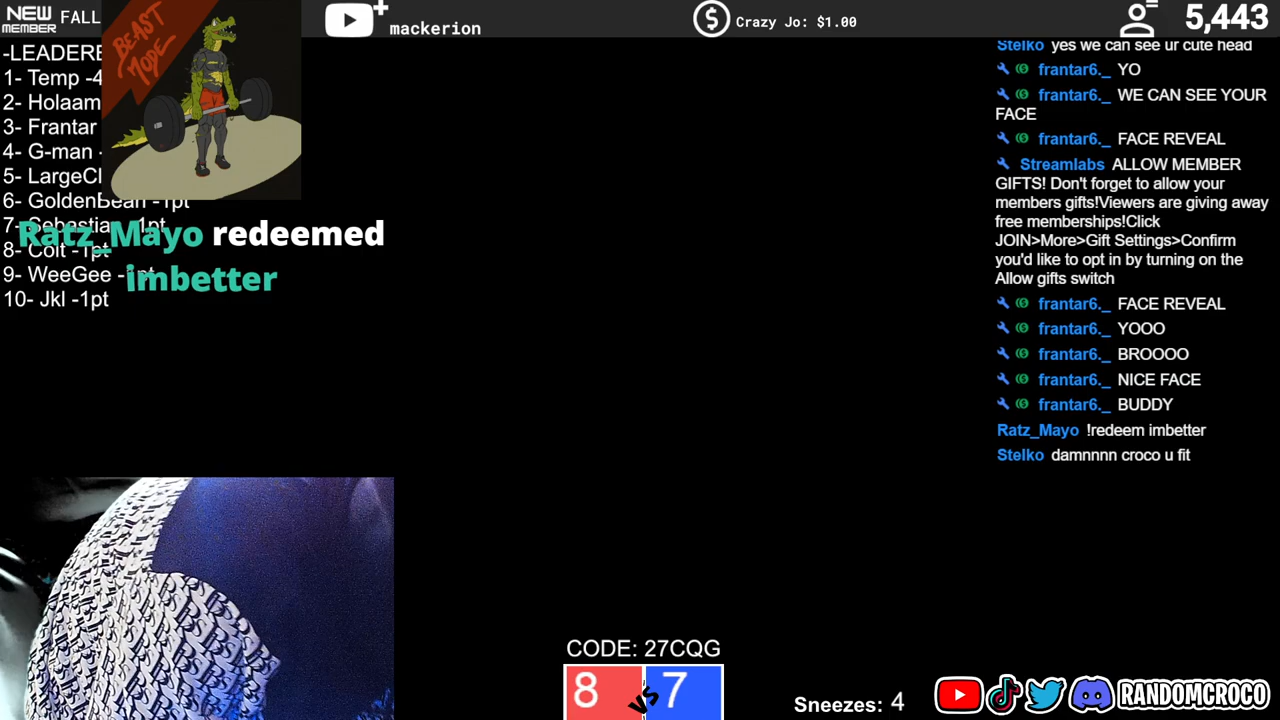 NEW
MEMBER
FALL
mackerion
$
Crazy Jo: $1.00
5,443
-LEADERE
1- Temp -4
2- Holaam
3- Frantar
4- G-man -
5- LargeCl
6- GoldenBean -1pt
7- Sebastia -1pt
8- Colt -1pt
9- WeeGee -1pt
10- Jkl -1pt
BEAST
MODE
Ratz_Mayo redeemed
imbetter
Stelko yes we can see ur cute head
frantar6._ YO
frantar6._ WE CAN SEE YOUR
FACE
frantar6._ FACE REVEAL
Streamlabs ALLOW MEMBER
GIFTS! Don't forget to allow your
members gifts!Viewers are giving away
free memberships!Click
JOIN>More>Gift Settings>Confirm
you'd like to opt in by turning on the
Allow gifts switch
frantar6._ FACE REVEAL
frantar6._ YOOO
frantar6._ BROOOO
frantar6._ NICE FACE
frantar6._ BUDDY
Ratz_Mayo !redeem imbetter
Stelko damnnnn croco u fit
CODE: 27CQG
8 VS 7
Sneezes: 4
RANDOMCROCO